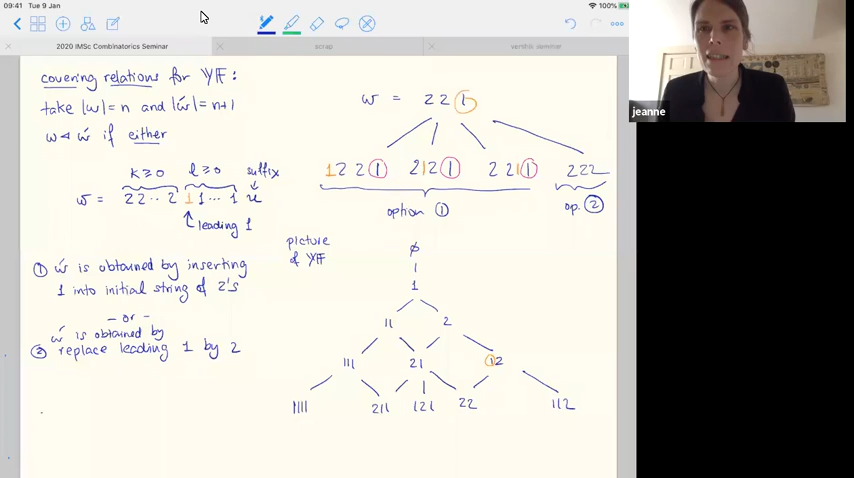 09:41 Tue 9 Jan
100%
2020 IMSc Combinatorics Seminar
scrap
jeanne
covering relations for YF:
take |w| = n and |ẃ| = n+1
w ⋖ ẃ if either
k≥0 l≥0 suffix
w = 22..2 11...1 u
leading 1
① ẃ is obtained by inserting
1 into initial string of 2's
- or -
ẃ is obtained by
② replace leading 1 by 2
w = 221
1221 2121 2211 222
option ① op. ②
picture
of YF
∅
1
11 2
111 21 12
1111 211 121 22 112